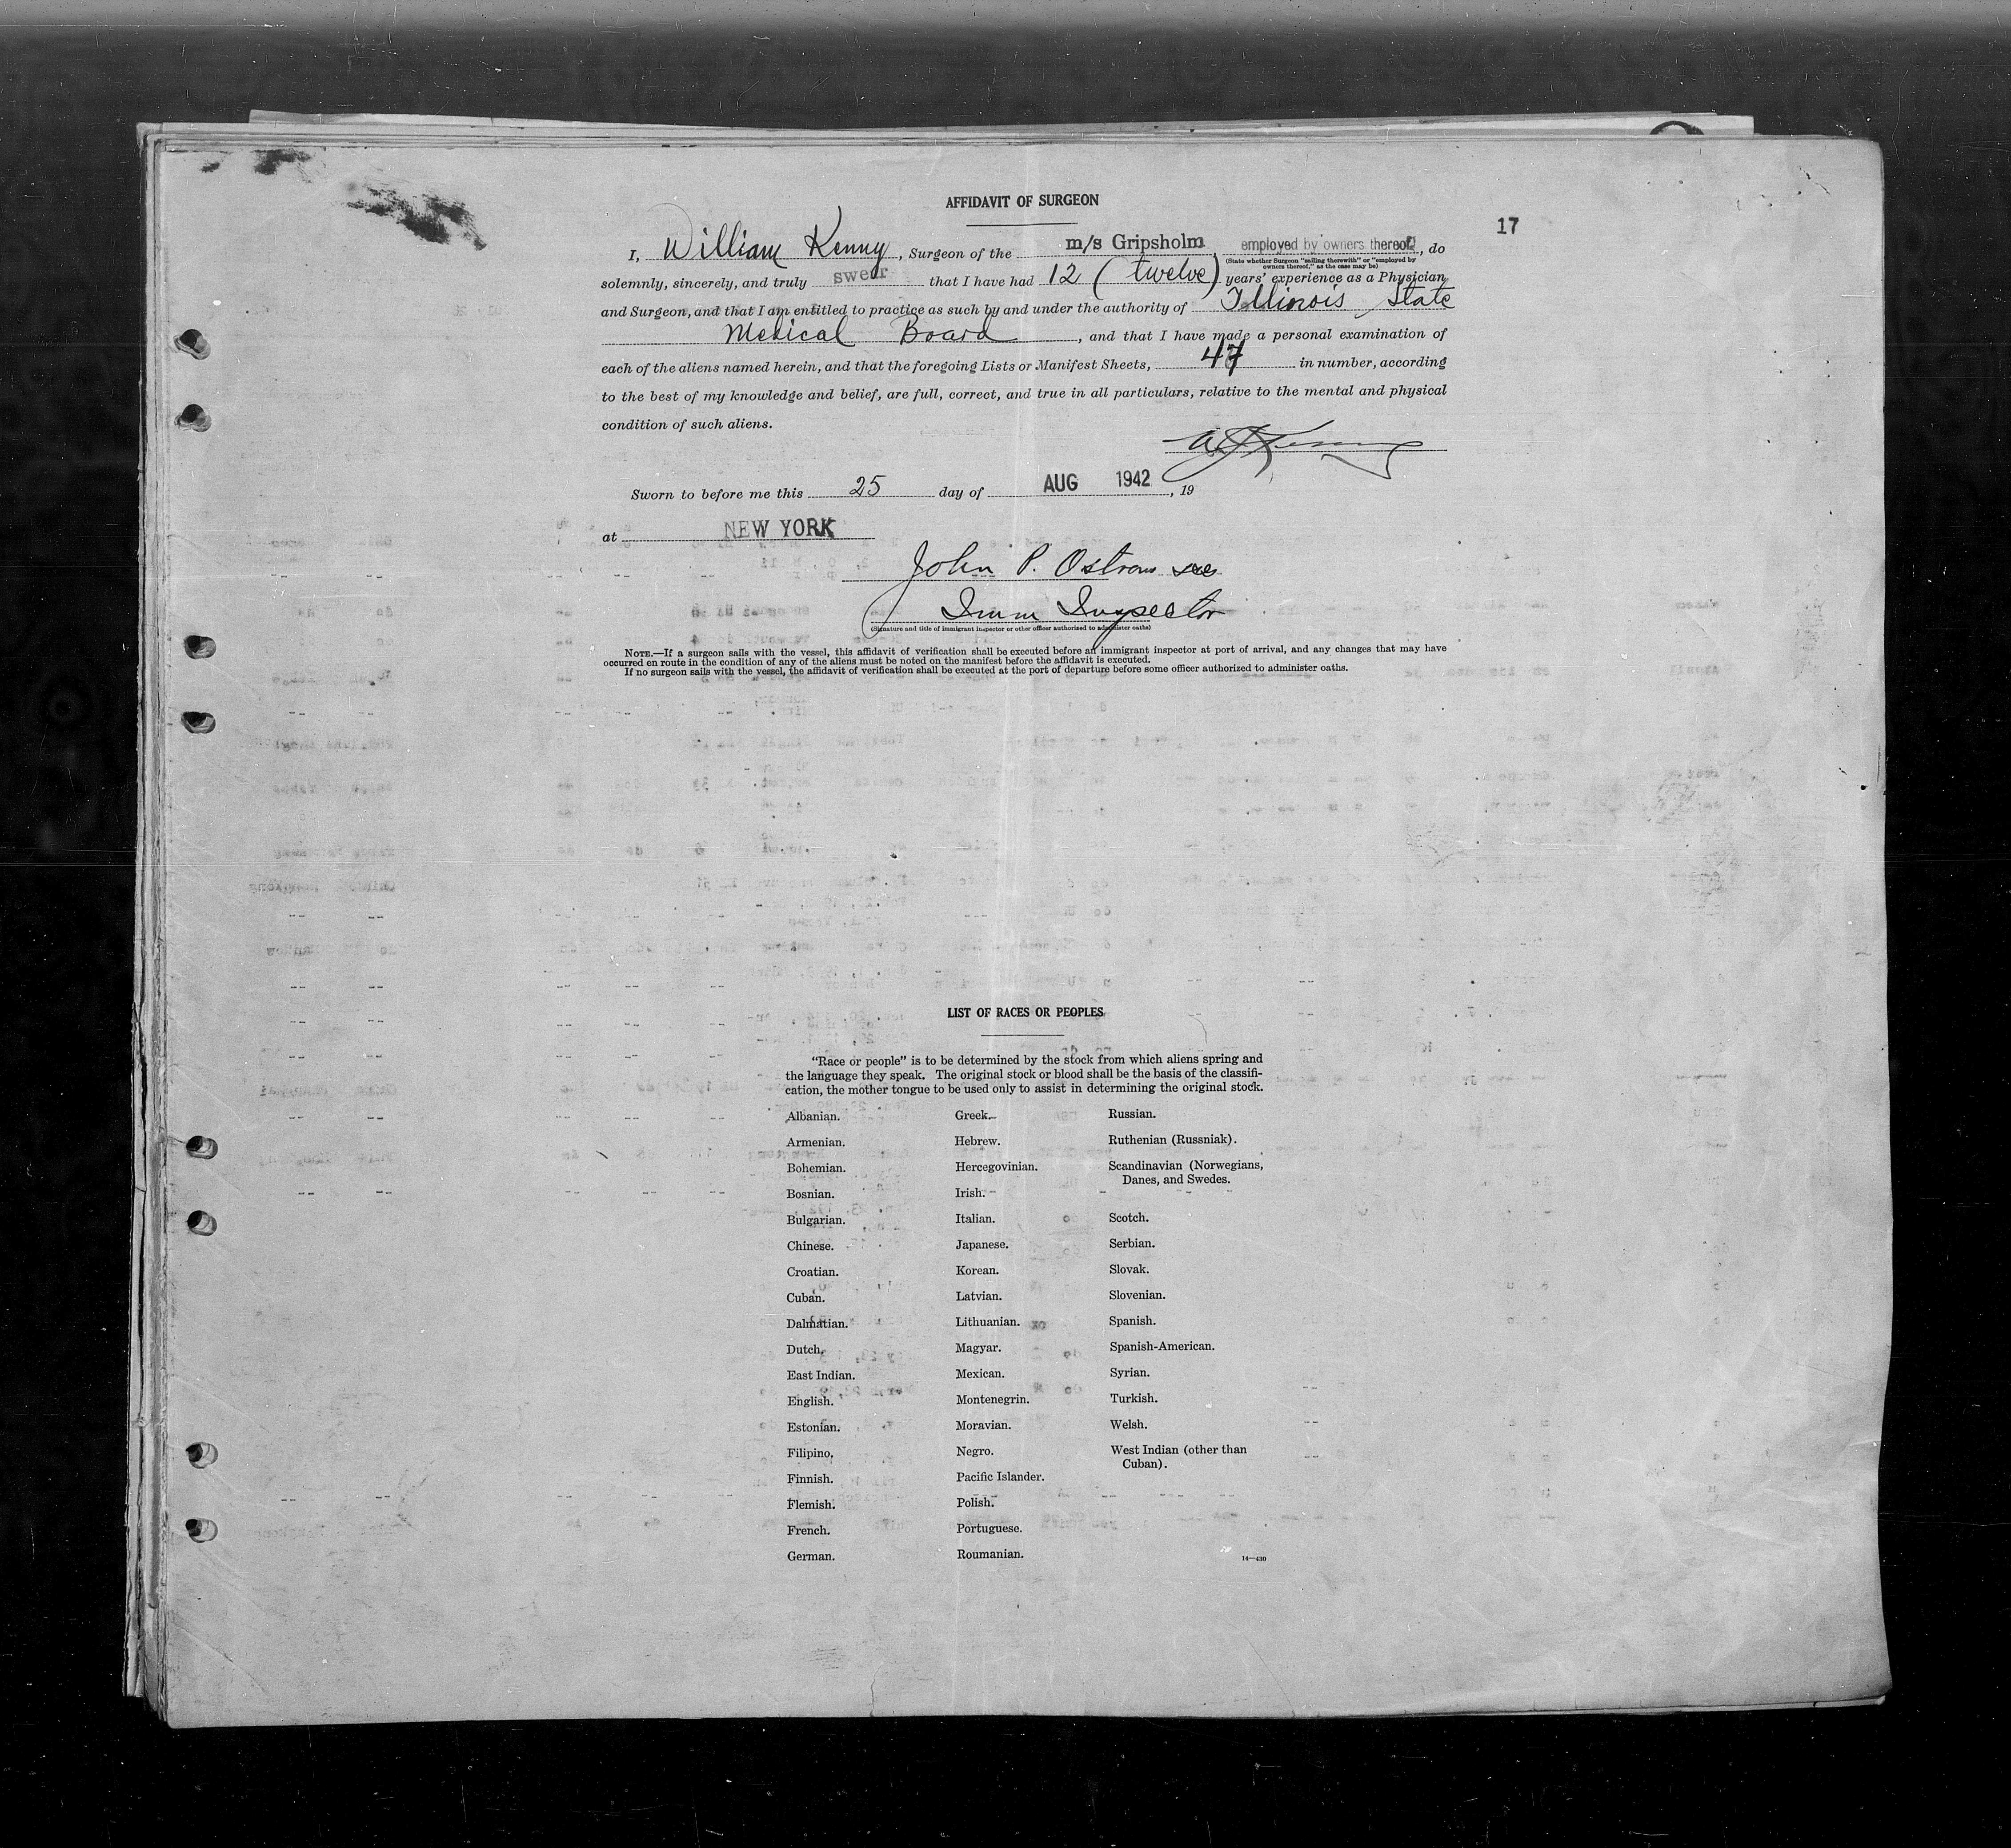 AFFIDAVIT OF SURGEON
17
I, William Kenny, Surgeon of the m/s Gripsholm, employed by owners thereof, do
(State whether Surgeon "sailing therewith" or "employed by
owners thereof," as the case may be)
solemnly, sincerely, and truly swear that I have had 12 (twelve) years' experience as a Physician
and Surgeon, and that I am entitled to practice as such by and under the authority of Illinois State
Medical Board, and that I have made a personal examination of
each of the aliens named herein, and that the foregoing Lists or Manifest Sheets, 47 in number, according
to the best of my knowledge and belief, are full, correct, and true in all particulars, relative to the mental and physical
condition of such aliens.
Kenny
Sworn to before me this 25 day of AUG 1942, 19
at NEW YORK
John P.
Imm Inspector
(Signature and title of immigrant inspector or other officer authorized to administer oaths)
NOTE.—If a surgeon sails with the vessel, this affidavit of verification shall be executed before an immigrant inspector at port of arrival, and any changes that may have
occurred en route in the condition of any of the aliens must be noted on the manifest before the affidavit is executed.
If no surgeon sails with the vessel, the affidavit of verification shall be executed at the port of departure before some officer authorized to administer oaths.
LIST OF RACES OR PEOPLES
"Race or people" is to be determined by the stock from which aliens spring and
the language they speak. The original stock or blood shall be the basis of the classifi-
cation, the mother tongue to be used only to assist in determining the original stock.
Albanian.
Armenian.
Bohemian.
Bosnian.
Bulgarian.
Chinese.
Croatian.
Cuban.
Dalmatian.
Dutch.
East Indian.
English.
Estonian.
Filipino.
Finnish.
Flemish.
French.
German.
Greek.
Hebrew.
Hercegovinian.
Irish.
Italian.
Japanese.
Korean.
Latvian.
Lithuanian.
Magyar.
Mexican.
Montenegrin.
Moravian.
Negro.
Pacific Islander.
Polish.
Portuguese.
Roumanian.
Russian.
Ruthenian (Russniak).
Scandinavian (Norwegians,
Danes, and Swedes.
Scotch.
Serbian.
Slovak.
Slovenian.
Spanish.
Spanish-American.
Syrian.
Turkish.
Welsh.
West Indian (other than
Cuban).
14—430